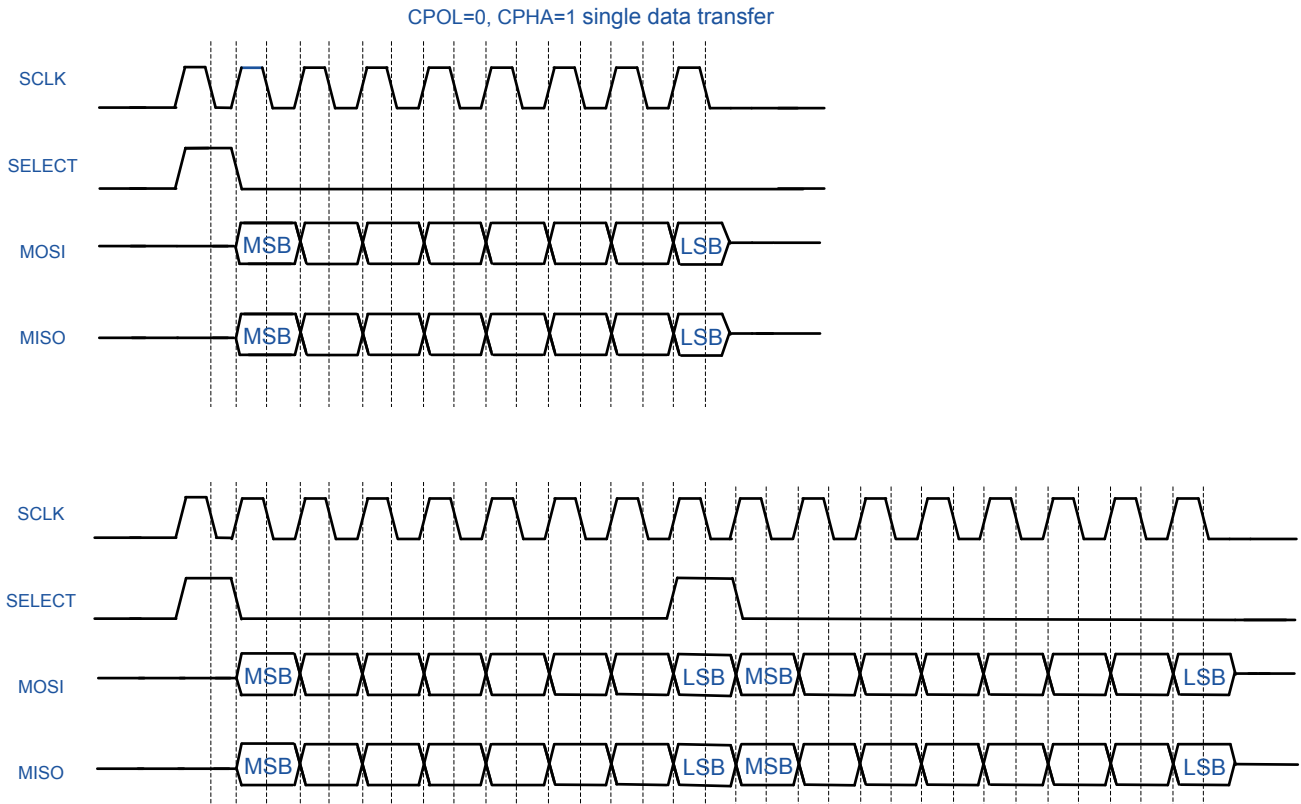 CPOL=0, CPHA=1 single data transfer
SCLK
SELECT
MOSI MSB LSB
MISO MSB LSB
SCLK
SELECT
MOSI MSB LSB MSB LSB
MISO MSB LSB MSB LSB